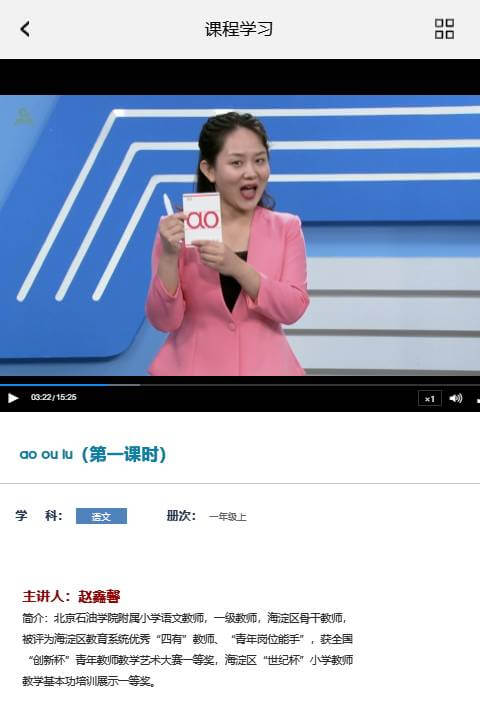 课程学习
ao
03:22 / 15:25
×1
ao ou iu（第一课时）
学 科： 语文 册次： 一年级上
主讲人：赵鑫馨
简介：北京石油学院附属小学语文教师，一级教师，海淀区骨干教师，
被评为海淀区教育系统优秀“四有”教师、“青年岗位能手”，获全国
“创新杯”青年教师教学艺术大赛一等奖，海淀区“世纪杯”小学教师
教学基本功培训展示一等奖。